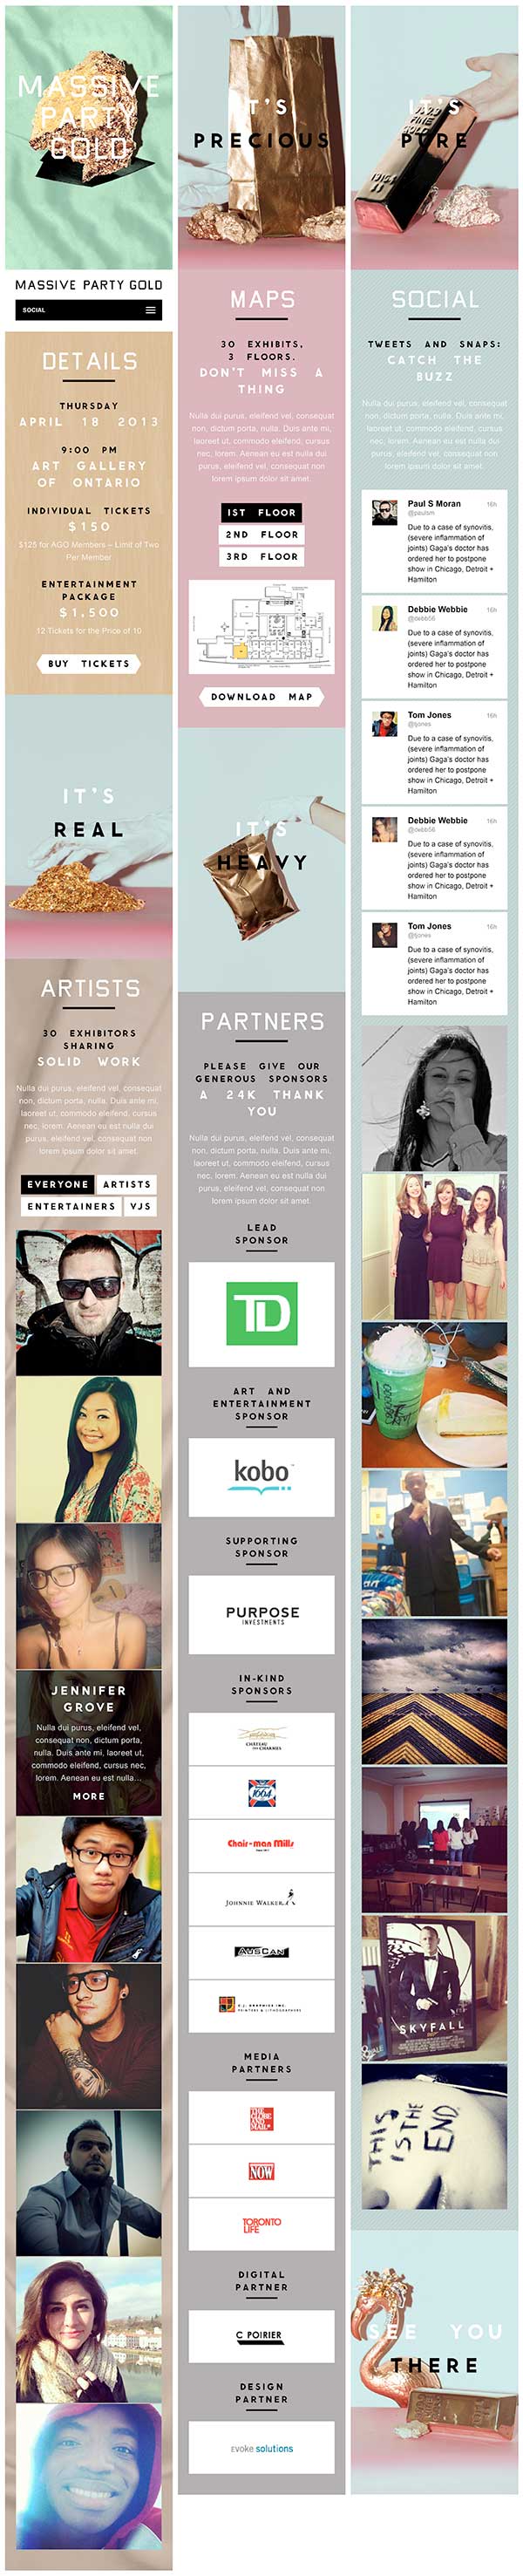 MASSIVE
PARTY
GOLD
MASSIVE PARTY GOLD
SOCIAL
DETAILS
THURSDAY
APRIL 18 2013
9:00 PM
ART GALLERY
OF ONTARIO
INDIVIDUAL TICKETS
$150
$125 for AGO Members – Limit of Two
Per Member
ENTERTAINMENT
PACKAGE
$1,500
12 Tickets for the Price of 10
BUY TICKETS
IT'S
REAL
ARTISTS
30 EXHIBITORS
SHARING
SOLID WORK
Nulla dui purus, eleifend vel, consequat
non, dictum porta, nulla. Duis ante mi,
laoreet ut, commodo eleifend, cursus
nec, lorem. Aenean eu est nulla dui
purus, eleifend vel, consequat non
lorem ipsum dolor sit amet.
EVERYONE ARTISTS
ENTERTAINERS VJS
JENNIFER
GROVE
Nulla dui purus, eleifend vel,
consequat non, dictum porta,
nulla. Duis ante mi, laoreet ut,
commodo eleifend, cursus nec,
lorem. Aenean eu est nulla...
MORE
IT'S
PRECIOUS
MAPS
30 EXHIBITS,
3 FLOORS.
DON'T MISS A
THING
Nulla dui purus, eleifend vel, consequat
non, dictum porta, nulla. Duis ante mi,
laoreet ut, commodo eleifend, cursus
nec, lorem. Aenean eu est nulla dui
purus, eleifend vel, consequat non
lorem ipsum dolor sit amet.
1ST FLOOR
2ND FLOOR
3RD FLOOR
DOWNLOAD MAP
IT'S
HEAVY
PARTNERS
PLEASE GIVE OUR
GENEROUS SPONSORS
A 24K THANK
YOU
Nulla dui purus, eleifend vel, consequat
non, dictum porta, nulla. Duis ante mi,
laoreet ut, commodo eleifend, cursus
nec, lorem. Aenean eu est nulla dui
purus, eleifend vel, consequat non
lorem ipsum dolor sit amet.
LEAD
SPONSOR
TD
ART AND
ENTERTAINMENT
SPONSOR
kobo
SUPPORTING
SPONSOR
PURPOSE
INVESTMENTS
IN-KIND
SPONSORS
CHÂTEAU
DES CHARMES
1664
Chair-man Mills
JOHNNIE WALKER
AUSCAN
C.J. GRAPHICS INC.
PRINTERS & LITHOGRAPHERS
MEDIA
PARTNERS
THE
GLOBE
AND
MAIL
NOW
TORONTO
LIFE
DIGITAL
PARTNER
C POIRIER
DESIGN
PARTNER
Evoke solutions
IT'S
PURE
SOCIAL
TWEETS AND SNAPS:
CATCH THE
BUZZ
Nulla dui purus, eleifend vel, consequat
non, dictum porta, nulla. Duis ante mi,
laoreet ut, commodo eleifend, cursus
nec, lorem. Aenean eu est nulla dui
purus, eleifend vel, consequat non
lorem ipsum dolor sit amet.
Paul S Moran 16h
@paulsm
Due to a case of synovitis,
(severe inflammation of
joints) Gaga's doctor has
ordered her to postpone
show in Chicago, Detroit +
Hamilton
Debbie Webbie 16h
@debb56
Due to a case of synovitis,
(severe inflammation of
joints) Gaga's doctor has
ordered her to postpone
show in Chicago, Detroit +
Hamilton
Tom Jones 16h
@tjones
Due to a case of synovitis,
(severe inflammation of
joints) Gaga's doctor has
ordered her to postpone
show in Chicago, Detroit +
Hamilton
Debbie Webbie 16h
@debb56
Due to a case of synovitis,
(severe inflammation of
joints) Gaga's doctor has
ordered her to postpone
show in Chicago, Detroit +
Hamilton
Tom Jones 16h
@tjones
Due to a case of synovitis,
(severe inflammation of
joints) Gaga's doctor has
ordered her to postpone
show in Chicago, Detroit +
Hamilton
SKYFALL
THIS
IS THE
END
SEE YOU
THERE